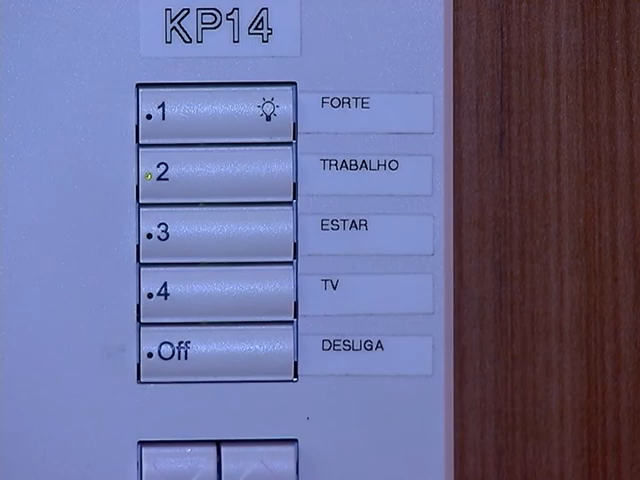 KP14
1 FORTE
2 TRABALHO
3 ESTAR
4 TV
Off DESLIGA